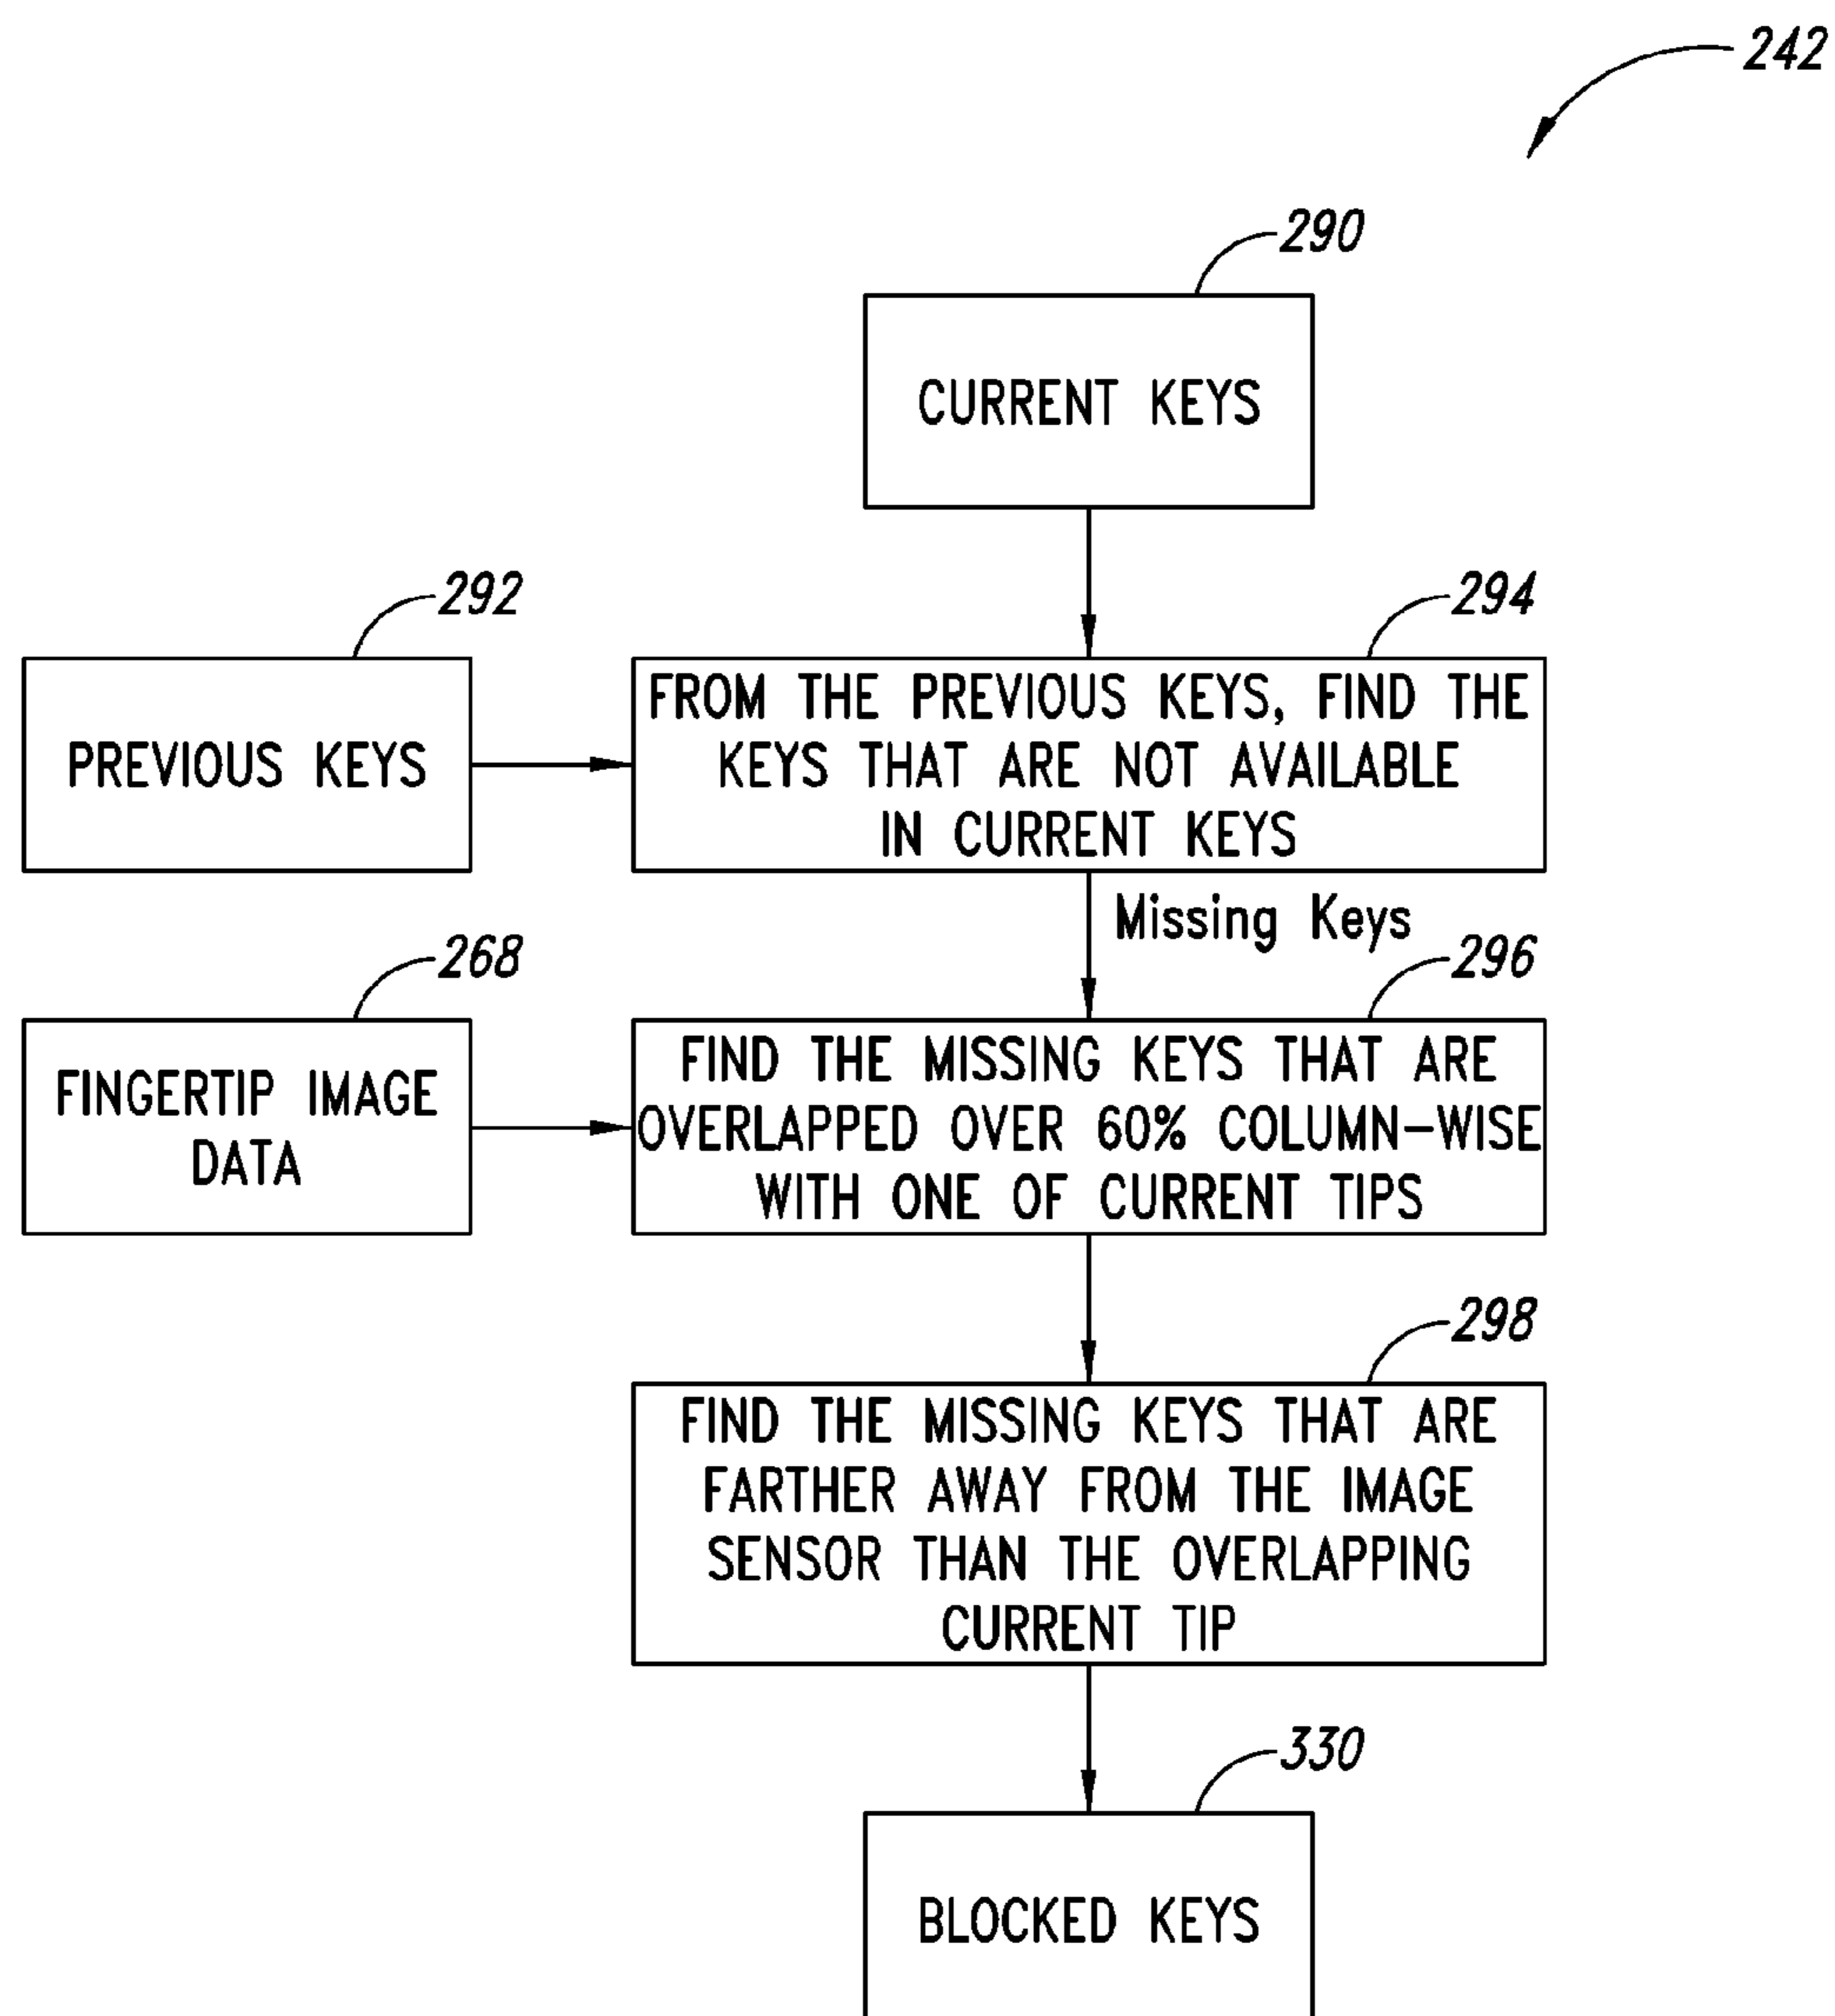 242
290
CURRENT KEYS
292
294
PREVIOUS KEYS
FROM THE PREVIOUS KEYS, FIND THE
KEYS THAT ARE NOT AVAILABLE
IN CURRENT KEYS
Missing Keys
268
296
FINGERTIP IMAGE
DATA
FIND THE MISSING KEYS THAT ARE
OVERLAPPED OVER 60% COLUMN-WISE
WITH ONE OF CURRENT TIPS
298
FIND THE MISSING KEYS THAT ARE
FARTHER AWAY FROM THE IMAGE
SENSOR THAN THE OVERLAPPING
CURRENT TIP
330
BLOCKED KEYS